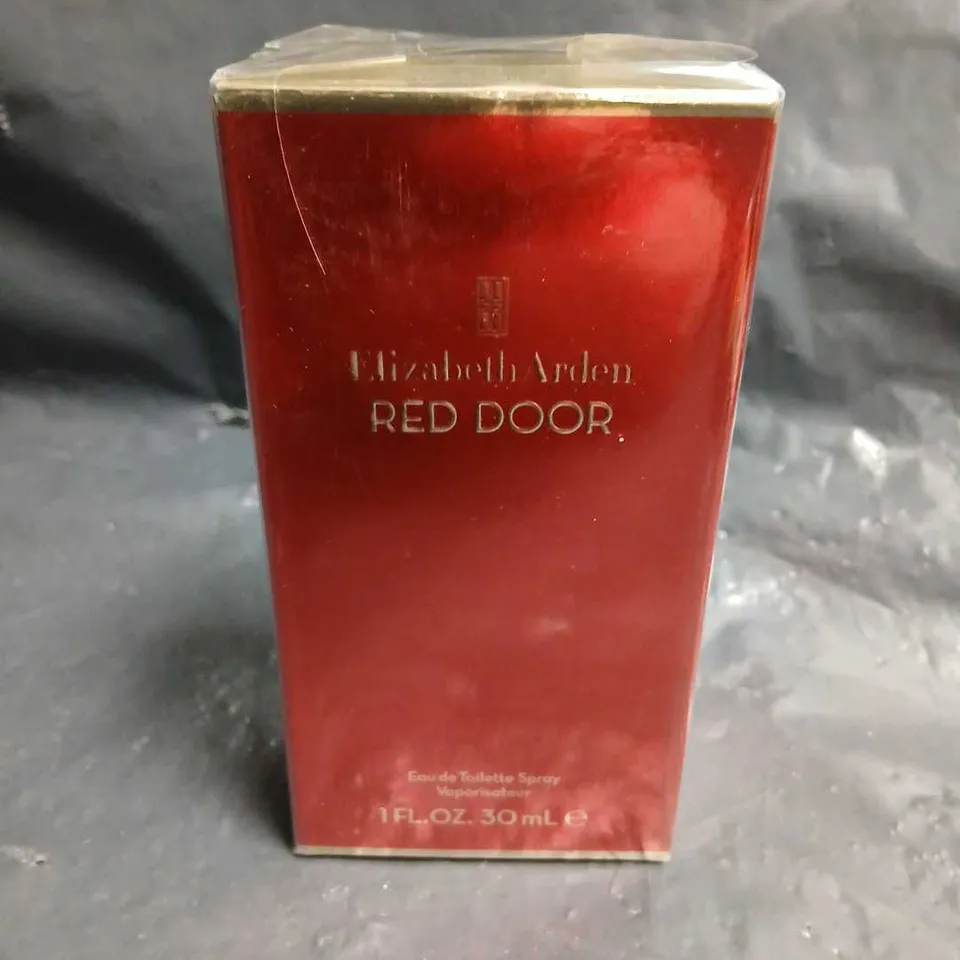 Elizabeth Arden
RED DOOR
Eau de Toilette Spray
Vaporisateur
1 FL.OZ. 30 mL e